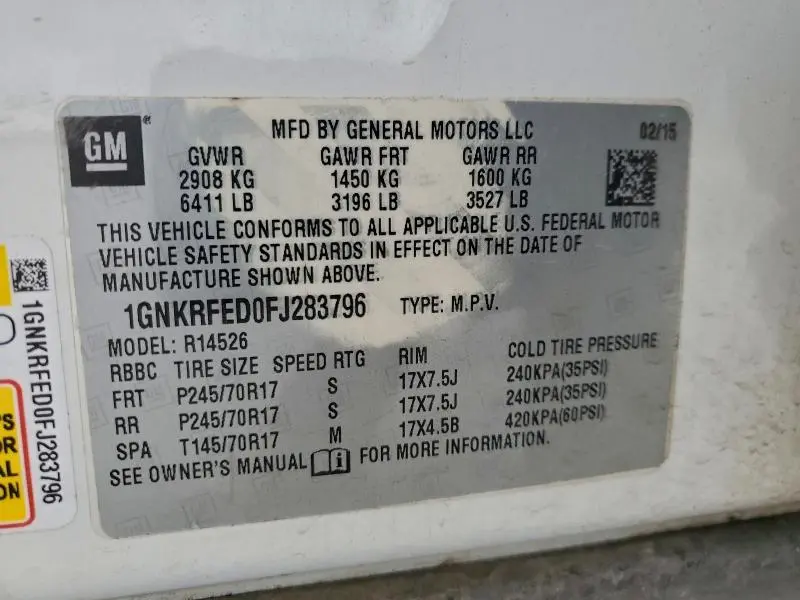 GM ®
MFD BY GENERAL MOTORS LLC 02/15
GVWR GAWR FRT GAWR RR
2908 KG 1450 KG 1600 KG
6411 LB 3196 LB 3527 LB
THIS VEHICLE CONFORMS TO ALL APPLICABLE U.S. FEDERAL MOTOR
VEHICLE SAFETY STANDARDS IN EFFECT ON THE DATE OF
MANUFACTURE SHOWN ABOVE.
1GNKRFED0FJ283796 TYPE: M.P.V.
MODEL: R14526
RBBC TIRE SIZE SPEED RTG RIM COLD TIRE PRESSURE
FRT P245/70R17 S 17X7.5J 240KPA(35PSI)
RR P245/70R17 S 17X7.5J 240KPA(35PSI)
SPA T145/70R17 M 17X4.5B 420KPA(60PSI)
SEE OWNER'S MANUAL FOR MORE INFORMATION.
1GNKRFED0FJ283796
'S
OR
AL
ON